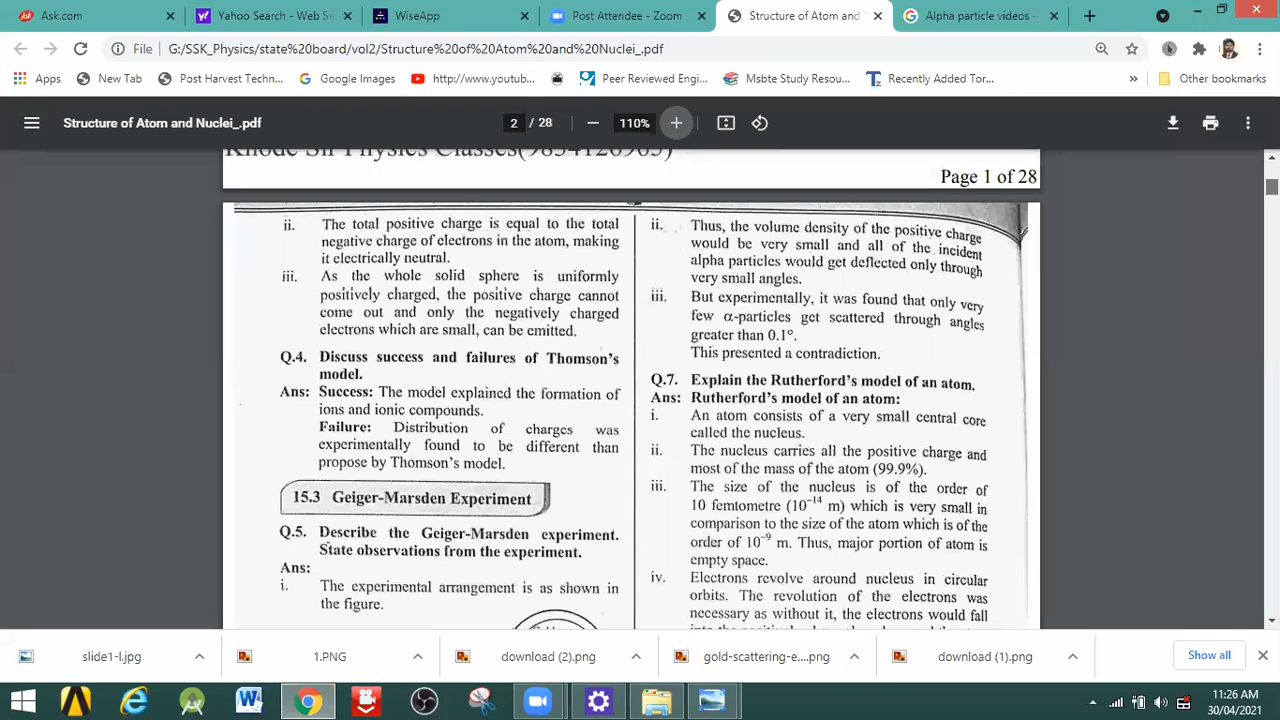 Ask.com
Yahoo Search - Web Se
WiseApp
Post Attendee - Zoom
Structure of Atom and
Alpha particle videos -
File
G:/SSK_Physics/state%20board/vol2/Structure%20of%20Atom%20and%20Nuclei_.pdf
Apps
New Tab
Post Harvest Techn...
Google Images
http://www.youtub...
Peer Reviewed Engi...
Msbte Study Resou...
Recently Added Tor...
»
Other bookmarks
Structure of Atom and Nuclei_.pdf
2 / 28
110%
Khode Sir Physics Classes(9834126965)
Page 1 of 28
ii. The total positive charge is equal to the total
negative charge of electrons in the atom, making
it electrically neutral.
iii. As the whole solid sphere is uniformly
positively charged, the positive charge cannot
come out and only the negatively charged
electrons which are small, can be emitted.
Q.4. Discuss success and failures of Thomson's
model.
Ans: Success: The model explained the formation of
ions and ionic compounds.
Failure: Distribution of charges was
experimentally found to be different than
propose by Thomson's model.
15.3 Geiger-Marsden Experiment
Q.5. Describe the Geiger-Marsden experiment.
State observations from the experiment.
Ans:
i. The experimental arrangement is as shown in
the figure.
ii. Thus, the volume density of the positive charge
would be very small and all of the incident
alpha particles would get deflected only through
very small angles.
iii. But experimentally, it was found that only very
few α-particles get scattered through angles
greater than 0.1°.
This presented a contradiction.
Q.7. Explain the Rutherford's model of an atom.
Ans: Rutherford's model of an atom:
i. An atom consists of a very small central core
called the nucleus.
ii. The nucleus carries all the positive charge and
most of the mass of the atom (99.9%).
iii. The size of the nucleus is of the order of
10 femtometre (10⁻¹⁴ m) which is very small in
comparison to the size of the atom which is of the
order of 10⁻⁹ m. Thus, major portion of atom is
empty space.
iv. Electrons revolve around nucleus in circular
orbits. The revolution of the electrons was
necessary as without it, the electrons would fall
slide1-l.jpg
1.PNG
download (2).png
gold-scattering-e....png
download (1).png
Show all
11:26 AM
30/04/2021